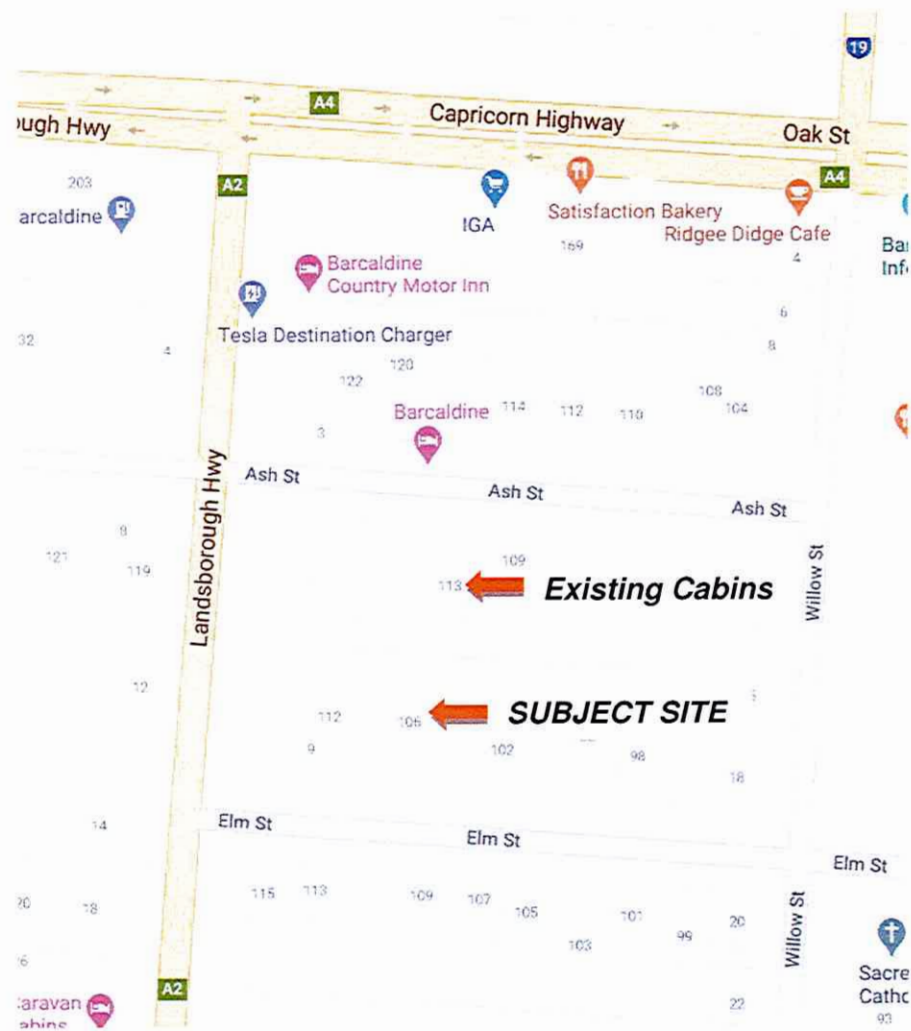 19
A4
Capricorn Highway
ough Hwy
Oak St
A2
A4
203
arcaldine
IGA
Satisfaction Bakery
Ridgee Didge Cafe
169
4
Bar
Info
Barcaldine
Country Motor Inn
6
Tesla Destination Charger
8
32
4
120
122
108
104
Barcaldine
114
112
110
3
Ash St
Ash St
Ash St
Landsborough Hwy
8
121
119
109
113
Existing Cabins
Willow St
12
112
106
SUBJECT SITE
9
102
98
18
14
Elm St
Elm St
Elm St
115
113
109
107
105
101
103
99
20
20
18
Willow St
A2
22
Sacre
Catho
93
aravan
abins